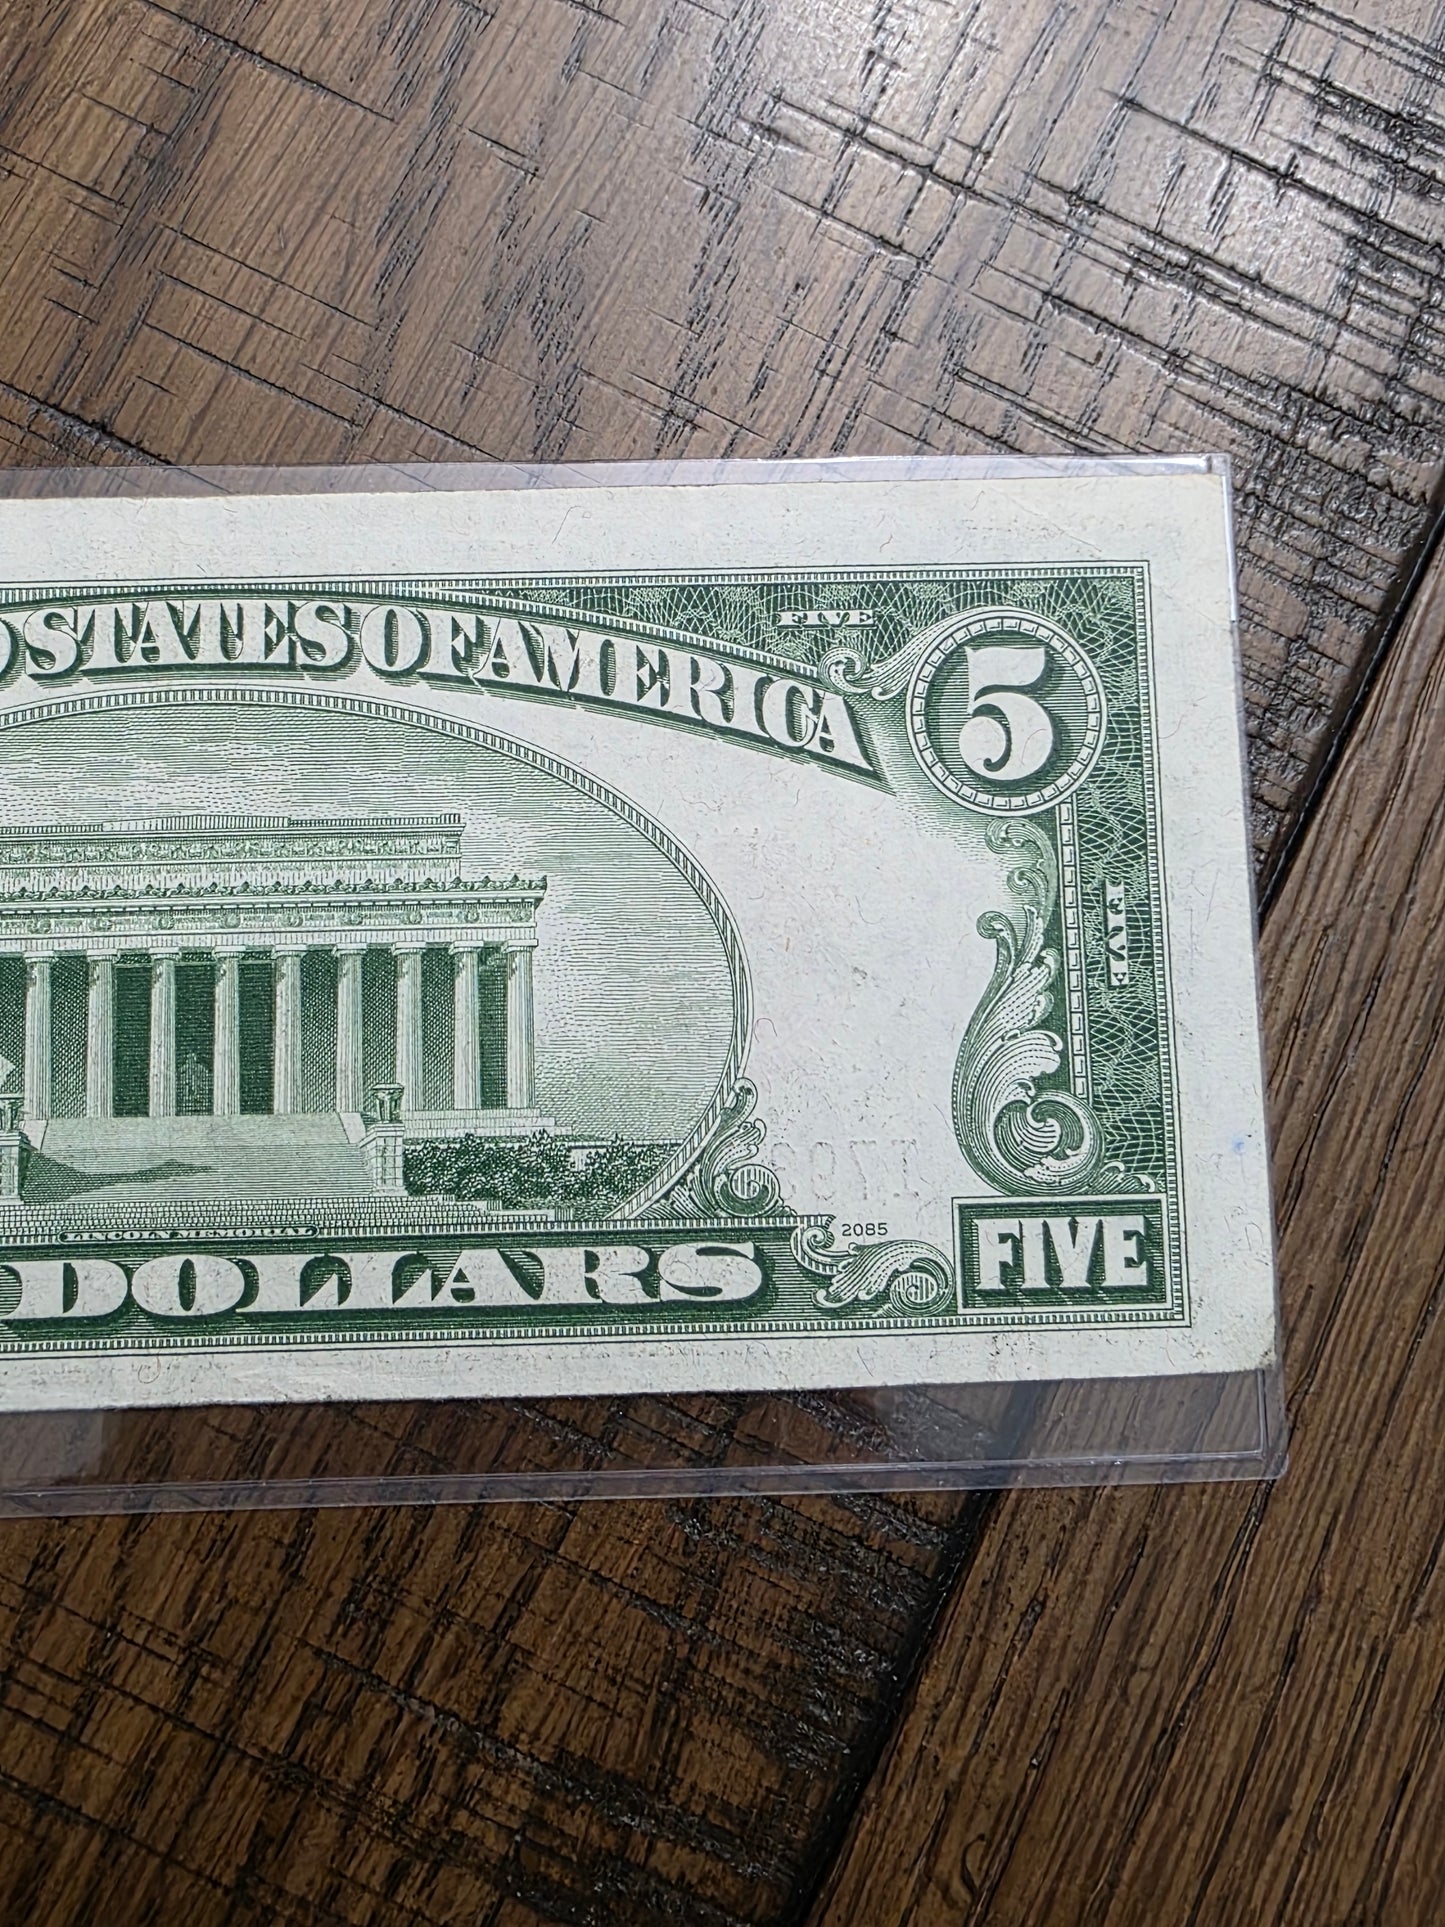 D STATES OF AMERICA
FIVE
5
FIVE
LINCOLN MEMORIAL
2085
DOLLARS
FIVE